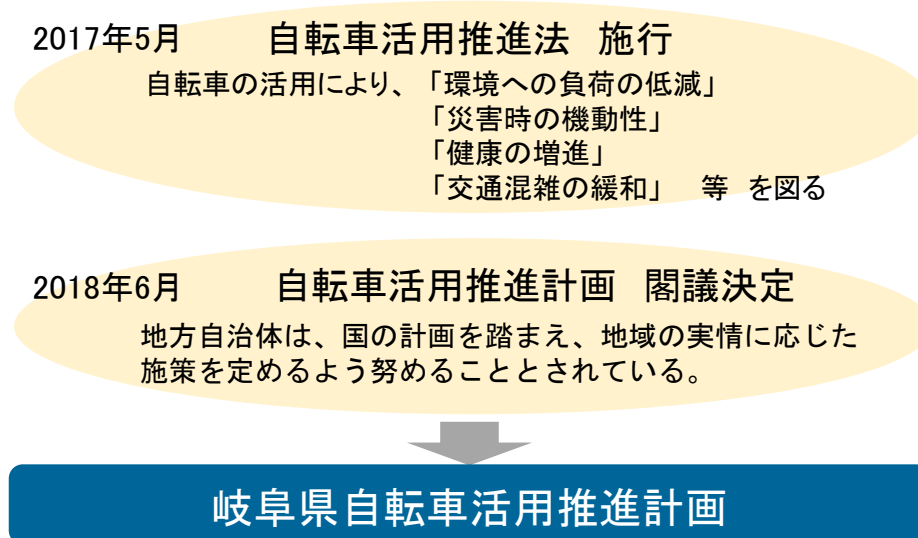 2017年5月　自転車活用推進法　施行
自転車の活用により、「環境への負荷の低減」
「災害時の機動性」
「健康の増進」
「交通混雑の緩和」　等　を図る
2018年6月　自転車活用推進計画　閣議決定
地方自治体は、国の計画を踏まえ、地域の実情に応じた
施策を定めるよう努めることとされている。
岐阜県自転車活用推進計画